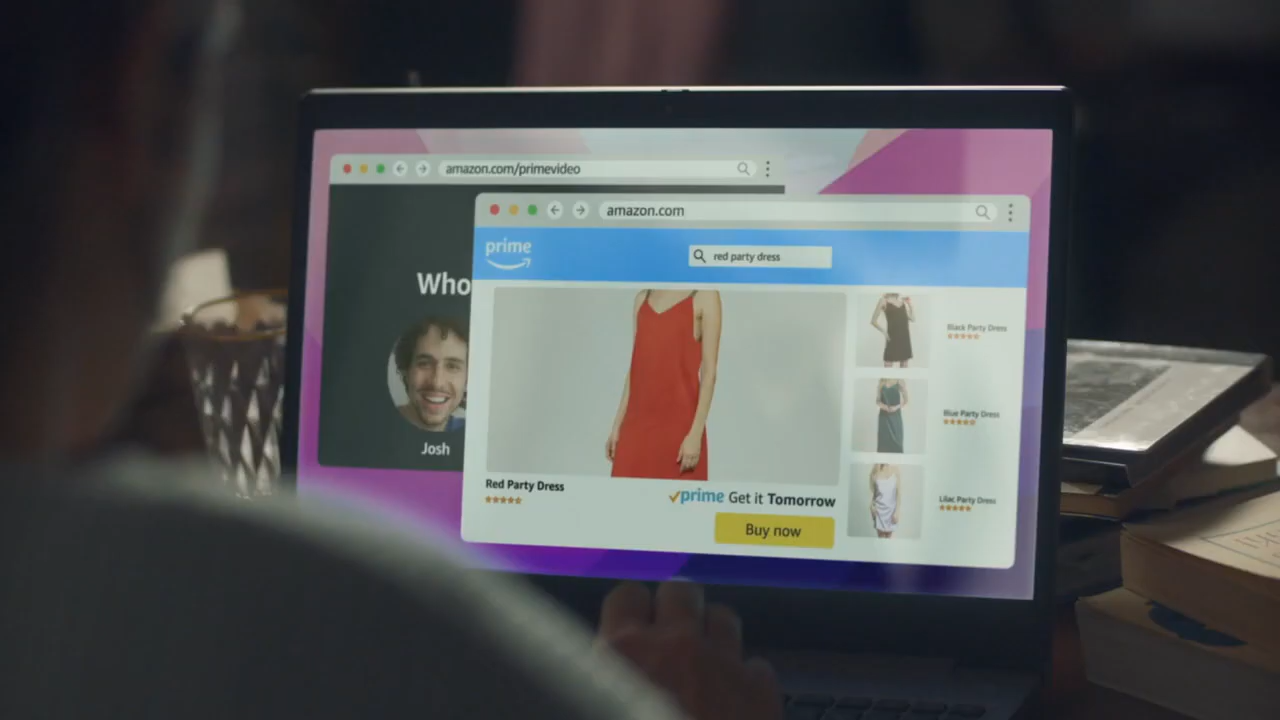 amazon.com/primevideo
amazon.com
prime
red party dress
Who
Josh
Black Party Dress
Blue Party Dress
Lilac Party Dress
Red Party Dress
prime Get it Tomorrow
Buy now